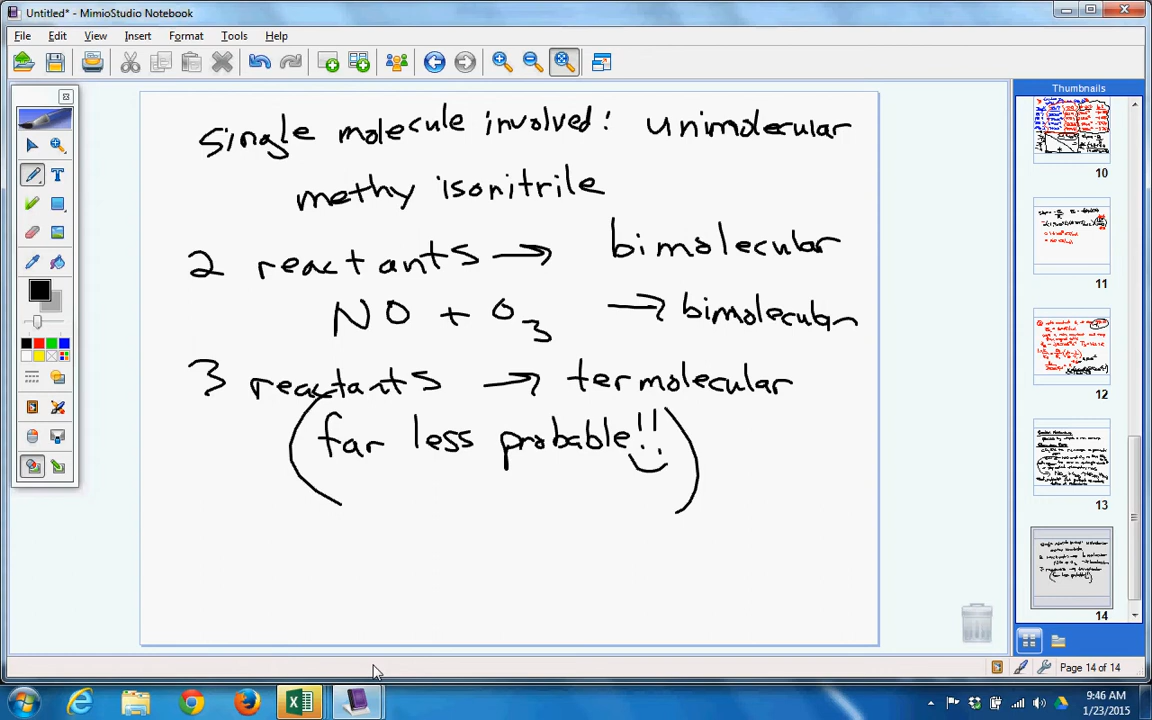 Untitled* - MimioStudio Notebook
File Edit View Insert Format Tools Help
single molecule involved: unimolecular
methy isonitrile
2 reactants → bimolecular
NO + O3 → bimolecular
3 reactants → termolecular
(far less probable!!)
Thumbnails
10
11
12
13
14
Page 14 of 14
9:46 AM
1/23/2015